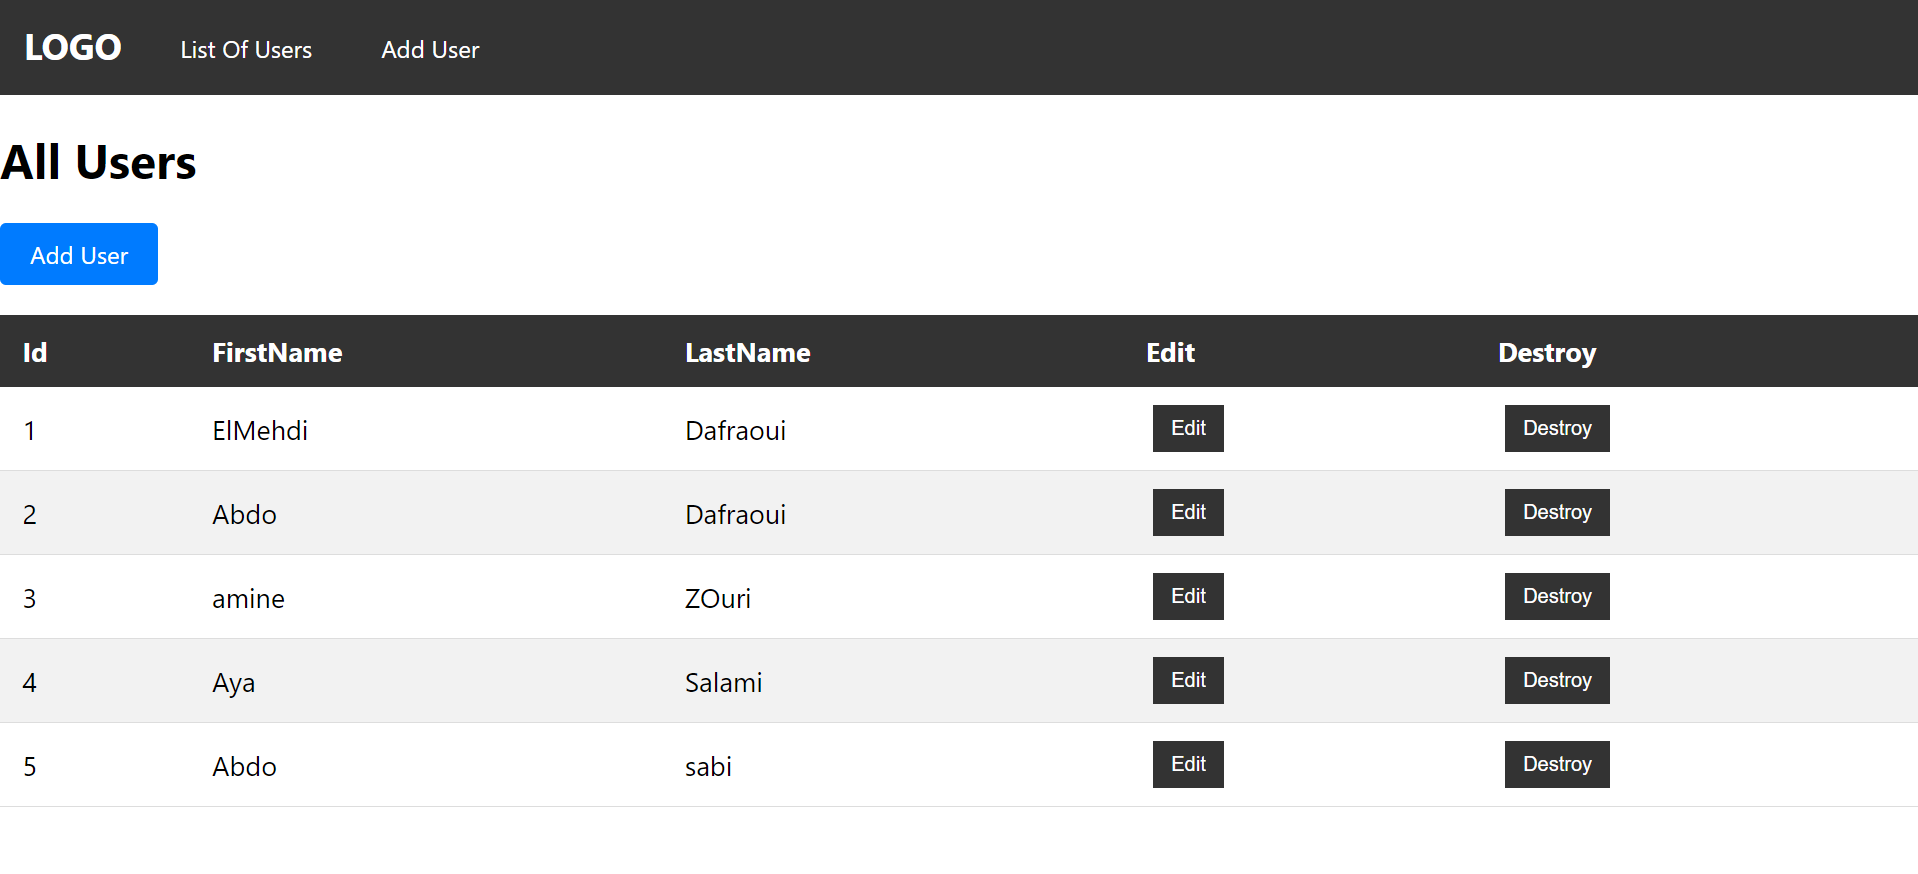 LOGO List Of Users Add User
All Users
Add User
Id FirstName LastName Edit Destroy
1 ElMehdi Dafraoui Edit Destroy
2 Abdo Dafraoui Edit Destroy
3 amine ZOuri Edit Destroy
4 Aya Salami Edit Destroy
5 Abdo sabi Edit Destroy